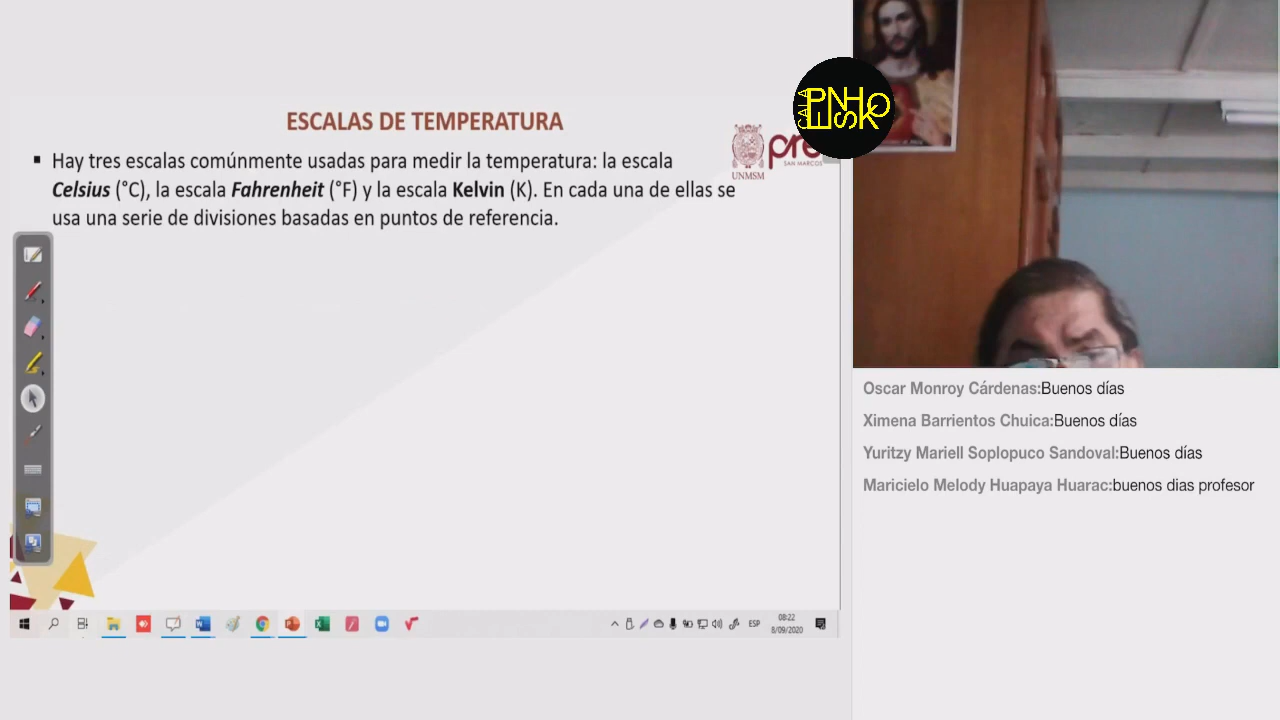 ESCALAS DE TEMPERATURA
▪ Hay tres escalas comúnmente usadas para medir la temperatura: la escala
Celsius (°C), la escala Fahrenheit (°F) y la escala Kelvin (K). En cada una de ellas se
usa una serie de divisiones basadas en puntos de referencia.
UNMSM
pre
SAN MARCOS
CALA
Oscar Monroy Cárdenas:Buenos días
Ximena Barrientos Chuica:Buenos días
Yuritzy Mariell Soplopuco Sandoval:Buenos días
Maricielo Melody Huapaya Huarac:buenos dias profesor
ESP
08:22
8/09/2020